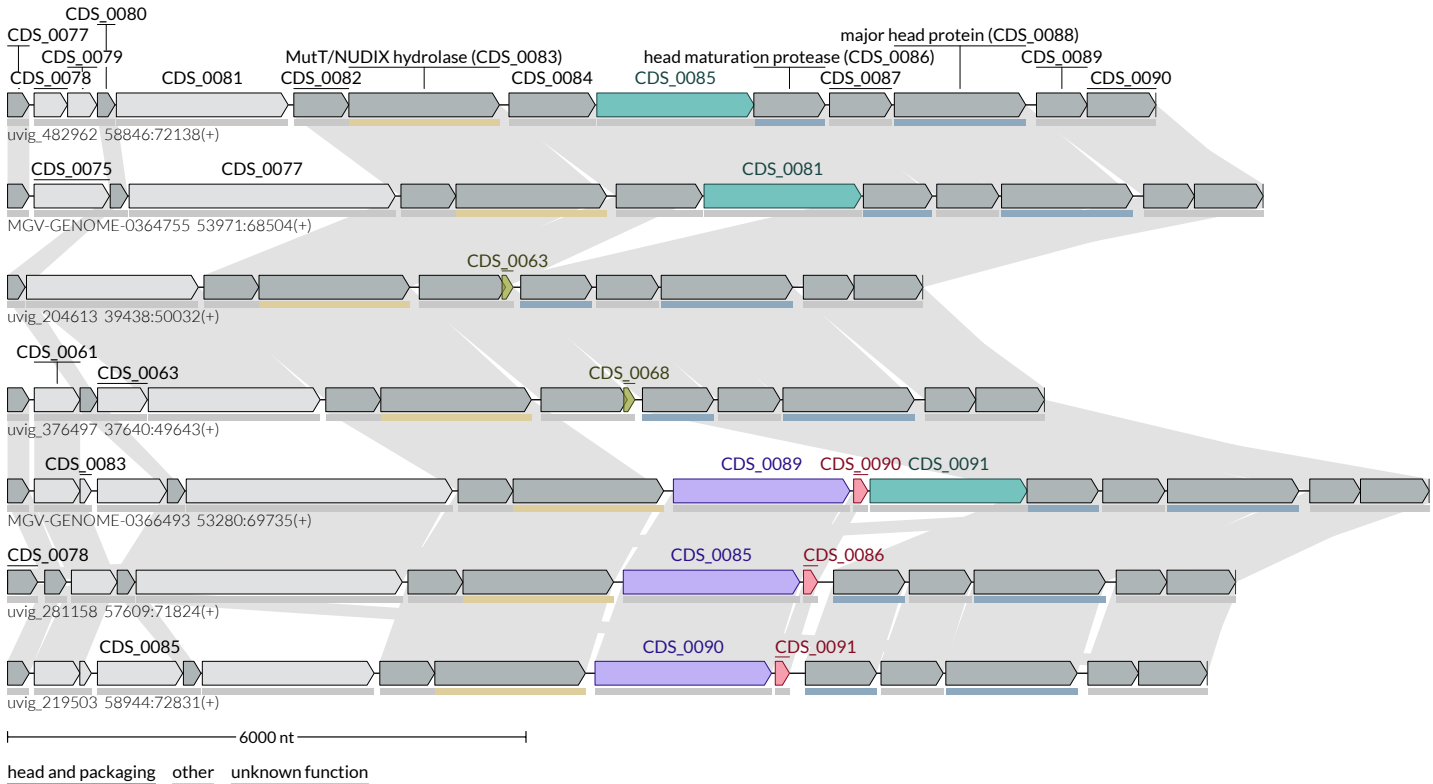 CDS_0080
CDS_0077
major head protein (CDS_0088)
CDS_0079 MutT/NUDIX hydrolase (CDS_0083) head maturation protease (CDS_0086) CDS_0089
CDS_0078 CDS_0081 CDS_0082 CDS_0084 CDS_0085 CDS_0087 CDS_0090
uvig_482962 58846:72138(+)
CDS_0075 CDS_0077 CDS_0081
MGV-GENOME-0364755 53971:68504(+)
CDS_0063
uvig_204613 39438:50032(+)
CDS_0061
CDS_0063 CDS_0068
uvig_376497 37640:49643(+)
CDS_0083 CDS_0089 CDS_0090 CDS_0091
MGV-GENOME-0366493 53280:69735(+)
CDS_0078 CDS_0085 CDS_0086
uvig_281158 57609:71824(+)
CDS_0085 CDS_0090 CDS_0091
uvig_219503 58944:72831(+)
6000 nt
head and packaging other unknown function